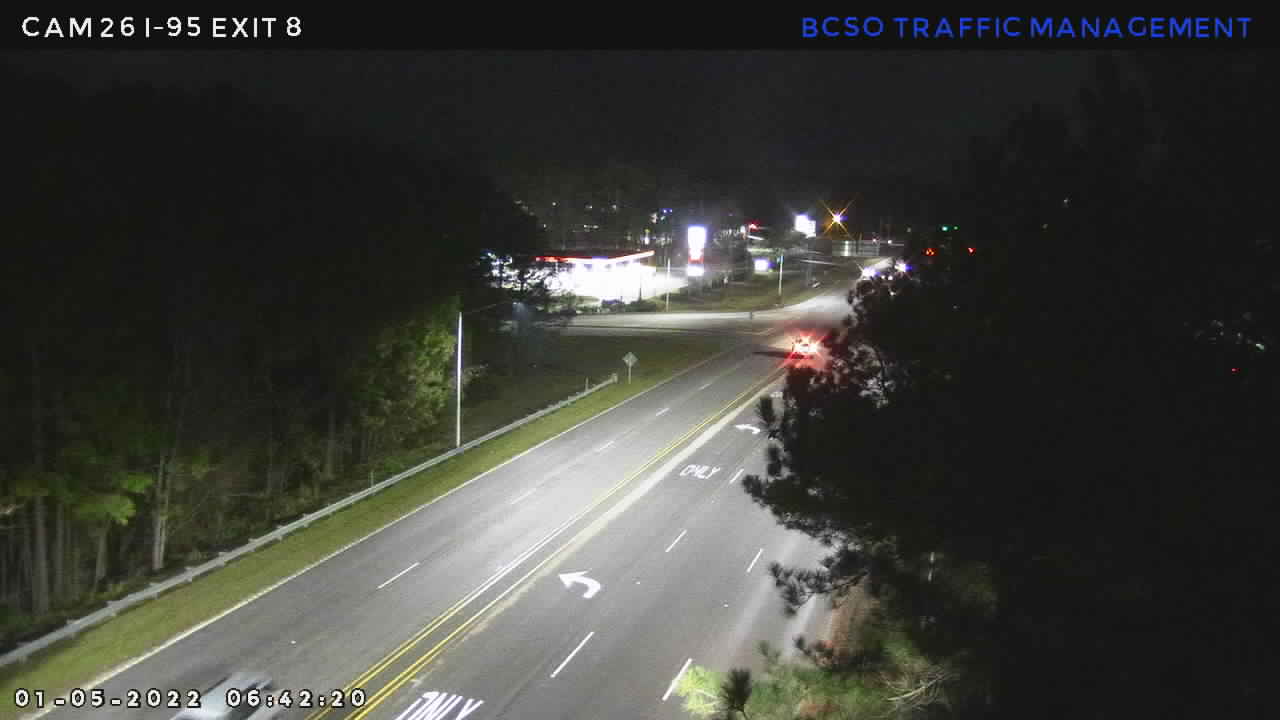 CAM 26 I-95 EXIT 8
BCSO TRAFFIC MANAGEMENT
ONLY
ONLY
01-05-2022 06:42:20